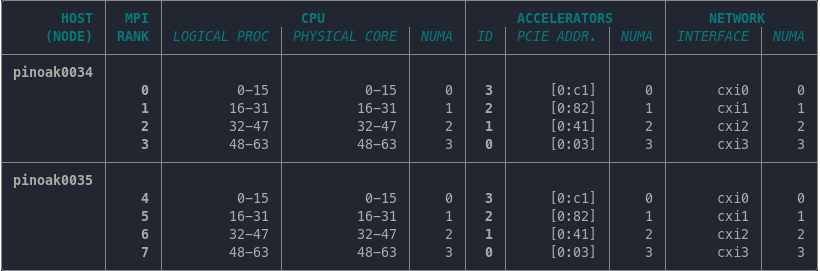 HOST MPI CPU ACCELERATORS NETWORK
(NODE) RANK LOGICAL PROC PHYSICAL CORE NUMA ID PCIE ADDR. NUMA INTERFACE NUMA
pinoak0034
0 0-15 0-15 0 3 [0:c1] 0 cxi0 0
1 16-31 16-31 1 2 [0:82] 1 cxi1 1
2 32-47 32-47 2 1 [0:41] 2 cxi2 2
3 48-63 48-63 3 0 [0:03] 3 cxi3 3
pinoak0035
4 0-15 0-15 0 3 [0:c1] 0 cxi0 0
5 16-31 16-31 1 2 [0:82] 1 cxi1 1
6 32-47 32-47 2 1 [0:41] 2 cxi2 2
7 48-63 48-63 3 0 [0:03] 3 cxi3 3